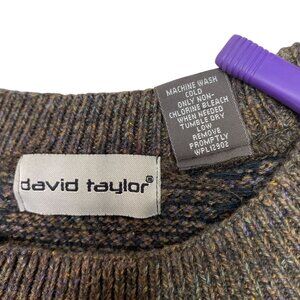 MACHINE WASH
COLD
ONLY NON-
CHLORINE BLEACH
WHEN NEEDED
TUMBLE DRY
LOW
REMOVE
PROMPTLY
WPL12902
david taylor®